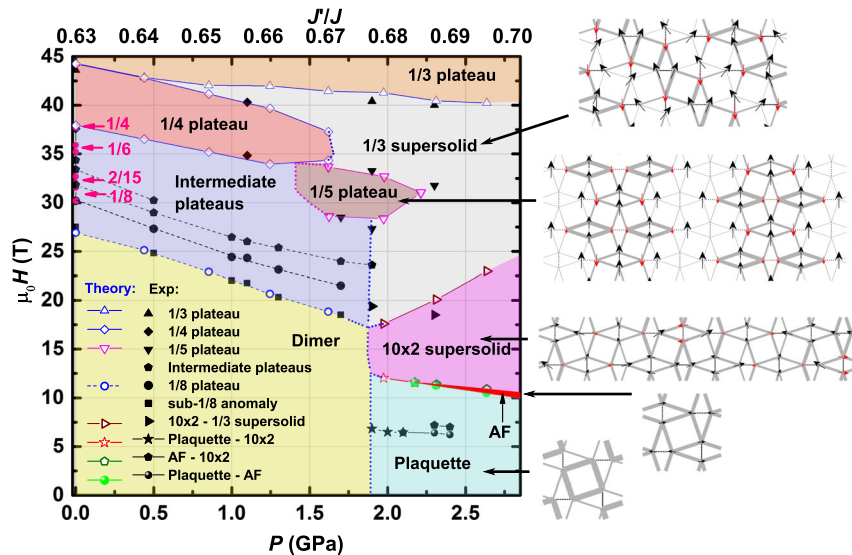 J'/J
0.63 0.64 0.65 0.66 0.67 0.68 0.69 0.70
45
40
35
30
25
20
15
10
5
0
μ₀H (T)
1/3 plateau
1/4 plateau
1/3 supersolid
1/4
1/6
2/15
1/8
Intermediate
plateaus
1/5 plateau
Theory: Exp:
1/3 plateau
1/4 plateau
1/5 plateau
Intermediate plateaus
1/8 plateau
sub-1/8 anomaly
10x2 - 1/3 supersolid
Plaquette - 10x2
AF - 10x2
Plaquette - AF
Dimer
10x2 supersolid
AF
Plaquette
0.0 0.5 1.0 1.5 2.0 2.5
P (GPa)